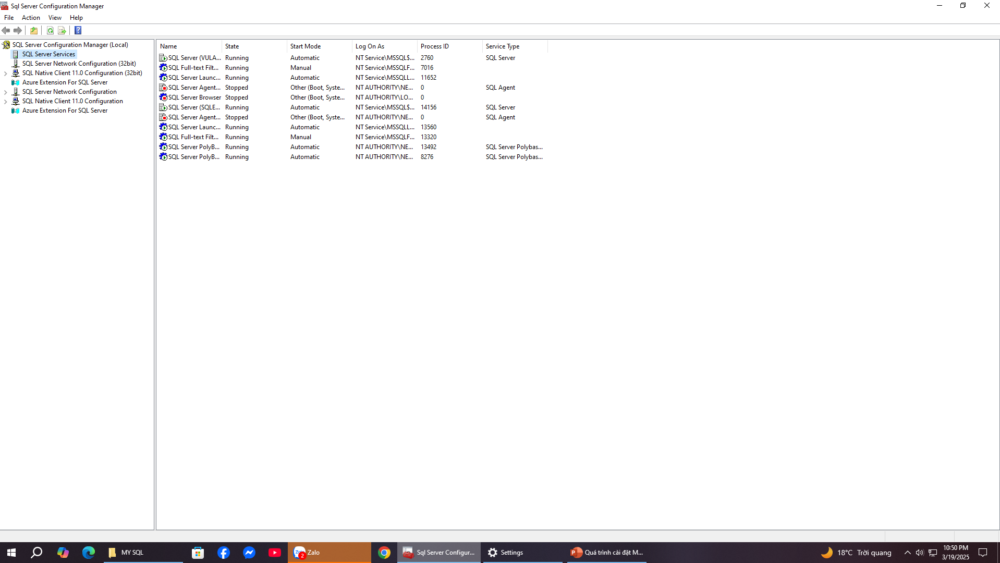 Sql Server Configuration Manager
File Action View Help
SQL Server Configuration Manager (Local)
SQL Server Services
SQL Server Network Configuration (32bit)
SQL Native Client 11.0 Configuration (32bit)
Azure Extension For SQL Server
SQL Server Network Configuration
SQL Native Client 11.0 Configuration
Azure Extension For SQL Server
Name State Start Mode Log On As Process ID Service Type
SQL Server (VULA... Running Automatic NT Service\MSSQL$... 2760 SQL Server
SQL Full-text Filt... Running Manual NT Service\MSSQLF... 7016
SQL Server Launc... Running Automatic NT Service\MSSQLL... 11652
SQL Server Agent... Stopped Other (Boot, Syste... NT AUTHORITY\NE... 0 SQL Agent
SQL Server Browser Stopped Other (Boot, Syste... NT AUTHORITY\LO... 0
SQL Server (SQLE... Running Automatic NT Service\MSSQL$... 14156 SQL Server
SQL Server Agent... Stopped Other (Boot, Syste... NT AUTHORITY\NE... 0 SQL Agent
SQL Server Launc... Running Automatic NT Service\MSSQLL... 13560
SQL Full-text Filt... Running Manual NT Service\MSSQLF... 13320
SQL Server PolyB... Running Automatic NT AUTHORITY\NE... 13492 SQL Server Polybas...
SQL Server PolyB... Running Automatic NT AUTHORITY\NE... 8276 SQL Server Polybas...
MY SQL
Zalo
2
Sql Server Configur...
Settings
Quá trình cài đặt M...
18°C Trời quang
10:50 PM
3/19/2025